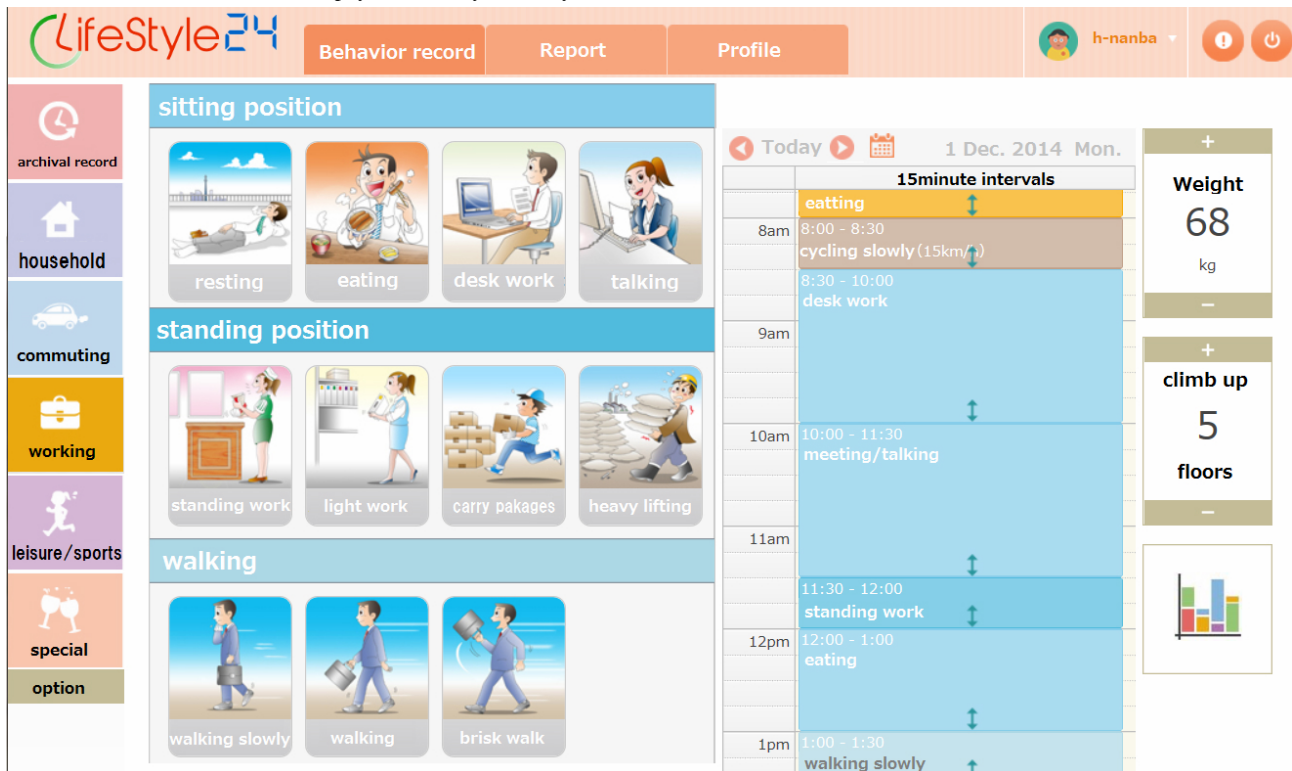 LifeStyle24
Behavior record
Report
Profile
h-nanba
archival record
household
commuting
working
leisure/sports
special
option
sitting position
resting
eating
desk work
talking
standing position
standing work
light work
carry pakages
heavy lifting
walking
walking slowly
walking
brisk walk
Today
1 Dec. 2014 Mon.
15minute intervals
eatting
8am
8:00 - 8:30
cycling slowly(15km/
8:30 - 10:00
desk work
9am
10am
10:00 - 11:30
meeting/talking
11am
11:30 - 12:00
standing work
12pm
12:00 - 1:00
eating
1pm
1:00 - 1:30
walking slowly
+
Weight
68
kg
−
+
climb up
5
floors
−